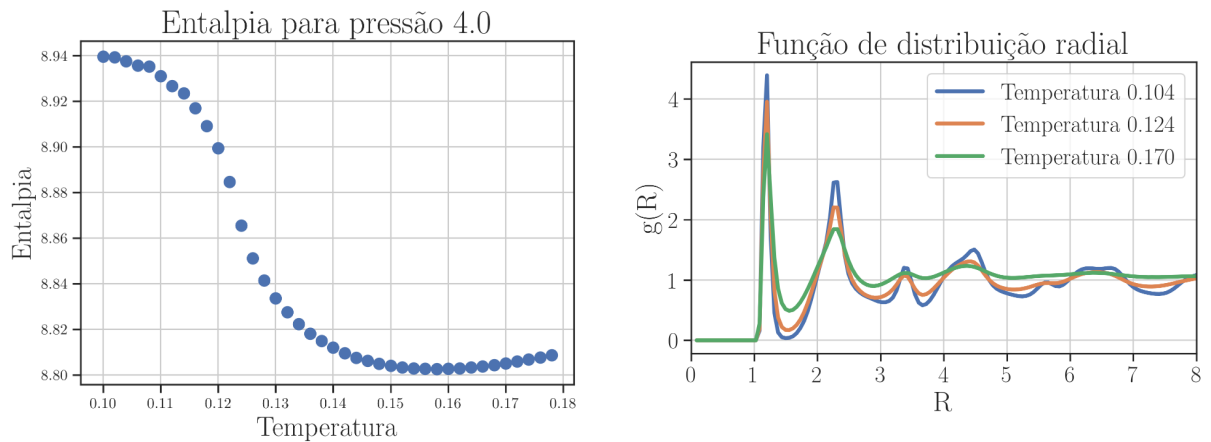 Entalpia para pressão 4.0
8.94
8.92
8.90
8.88
8.86
8.84
8.82
8.80
Entalpia
0.10 0.11 0.12 0.13 0.14 0.15 0.16 0.17 0.18
Temperatura
Função de distribuição radial
Temperatura 0.104
Temperatura 0.124
Temperatura 0.170
4
3
2
1
0
g(R)
0 1 2 3 4 5 6 7 8
R